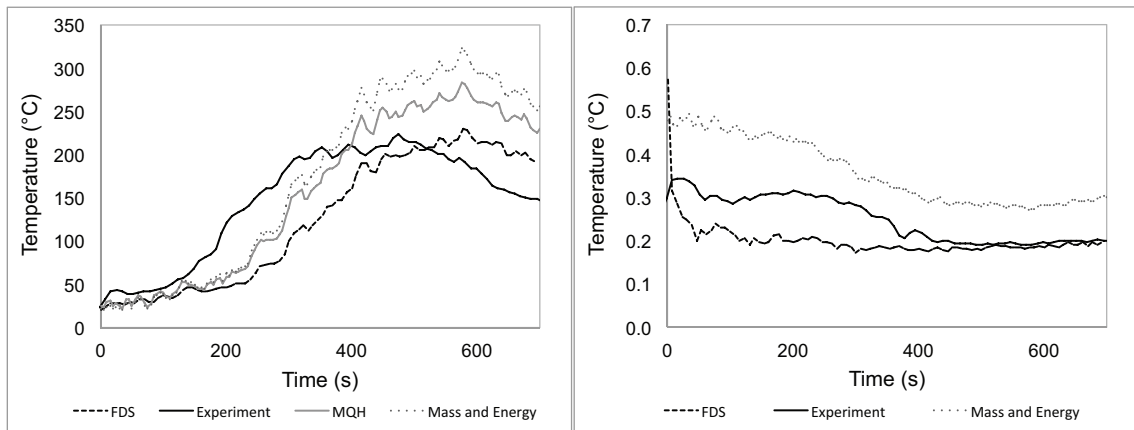 Temperature (°C)
350
300
250
200
150
100
50
0
0
200
400
600
Time (s)
FDS
Experiment
MQH
Mass and Energy
Temperature (°C)
0.7
0.6
0.5
0.4
0.3
0.2
0.1
0.0
0
200
400
600
Time (s)
FDS
Experiment
Mass and Energy